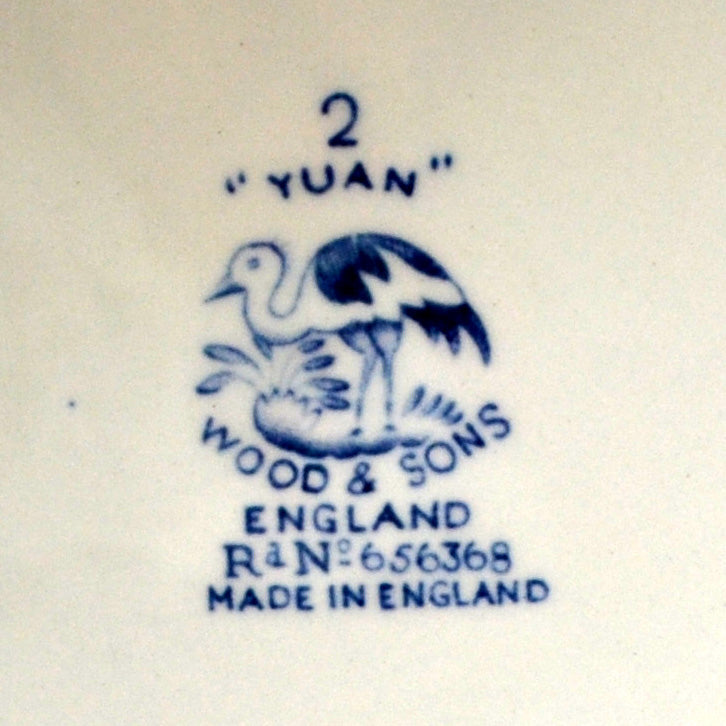 2
"YUAN"
WOOD & SONS
ENGLAND
Rd No 656368
MADE IN ENGLAND